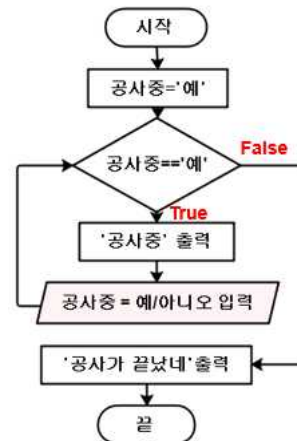 시작
공사중='예'
공사중=='예'
False
True
'공사중' 출력
공사중 = 예/아니오 입력
'공사가 끝났네'출력
끝